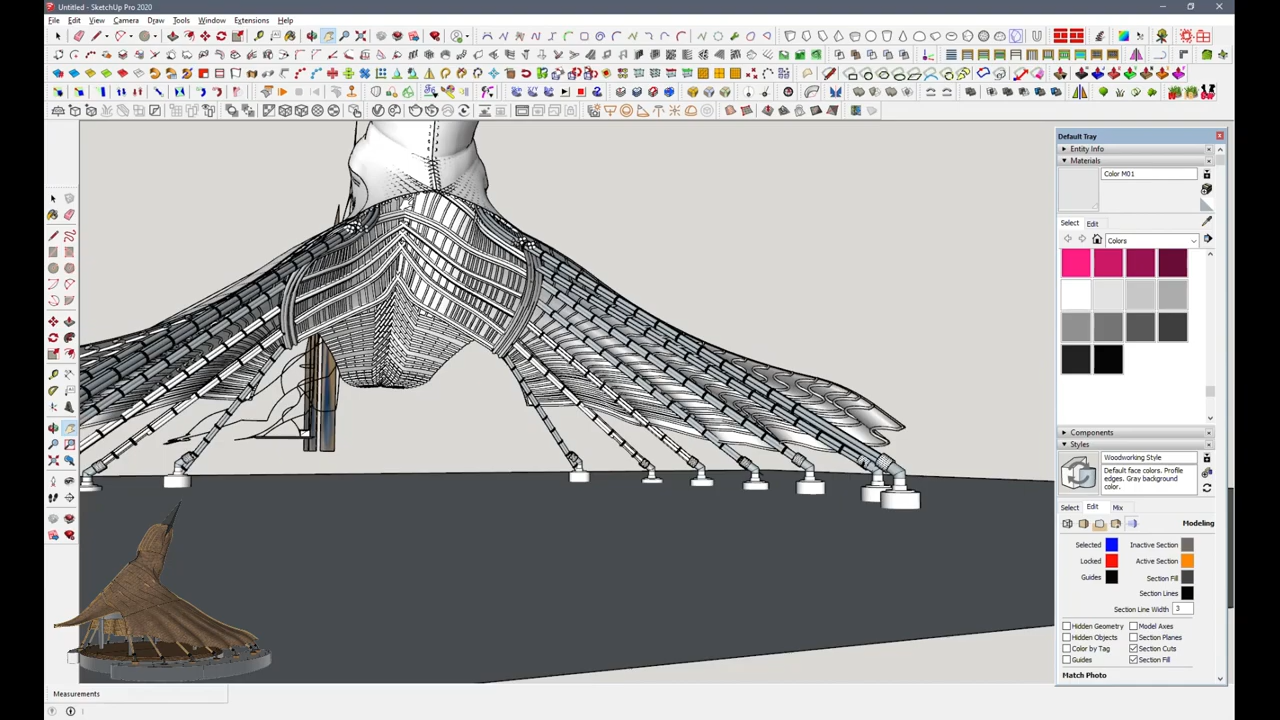 Untitled - SketchUp Pro 2020
File Edit View Camera Draw Tools Window Extensions Help
Default Tray
Entity Info
Materials
Color M01
Select Edit
Colors
Components
Styles
Woodworking Style
Default face colors. Profile
edges. Gray background
color.
Select Edit Mix
Modeling
Selected Inactive Section
Locked Active Section
Guides Section Fill
Section Lines
Section Line Width 3
Hidden Geometry Model Axes
Hidden Objects Section Planes
Color by Tag Section Cuts
Guides Section Fill
Match Photo
Measurements